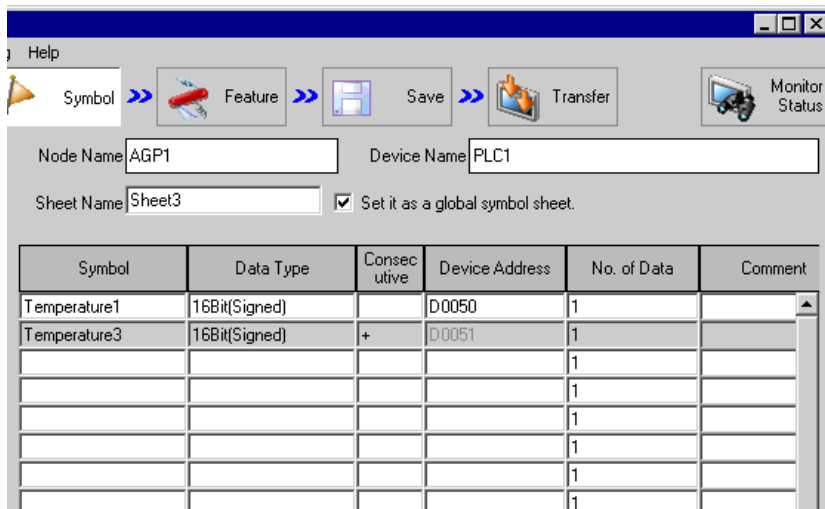 g Help
Symbol >> Feature >> Save >> Transfer Monitor Status
Node Name AGP1 Device Name PLC1
Sheet Name Sheet3 Set it as a global symbol sheet.
Symbol Data Type Consecutive Device Address No. of Data Comment
Temperature1 16Bit(Signed) D0050 1
Temperature3 16Bit(Signed) + D0051 1
1
1
1
1
1
1